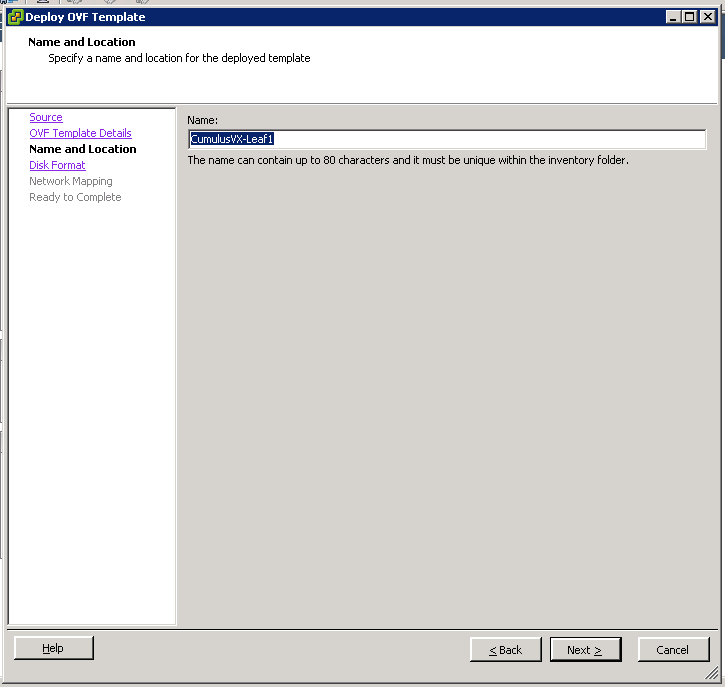 Deploy OVF Template
Name and Location
Specify a name and location for the deployed template
Source
OVF Template Details
Name and Location
Disk Format
Network Mapping
Ready to Complete
Name:
CumulusVX-Leaf1
The name can contain up to 80 characters and it must be unique within the inventory folder.
Help
< Back
Next >
Cancel